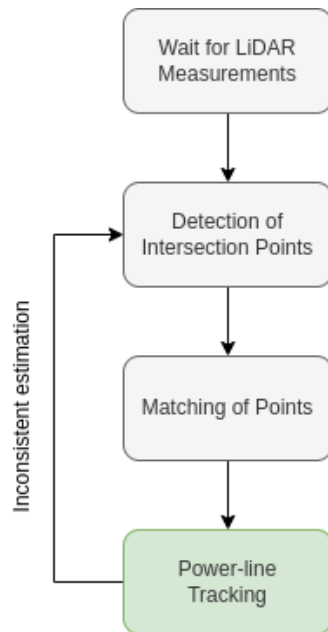 Wait for LiDAR
Measurements
Detection of
Intersection Points
Matching of Points
Inconsistent estimation
Power-line
Tracking